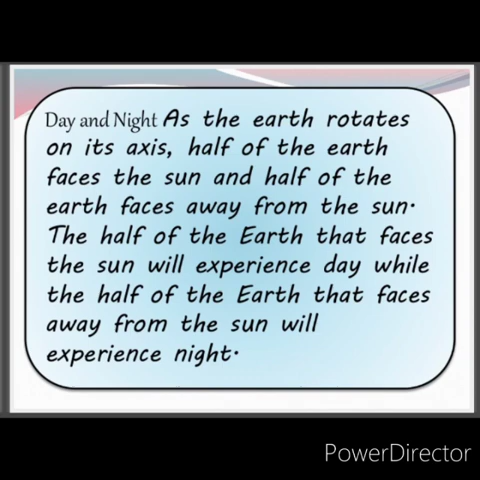 Day and Night As the earth rotates
on its axis, half of the earth
faces the sun and half of the
earth faces away from the sun.
The half of the Earth that faces
the sun will experience day while
the half of the Earth that faces
away from the sun will
experience night.
PowerDirector